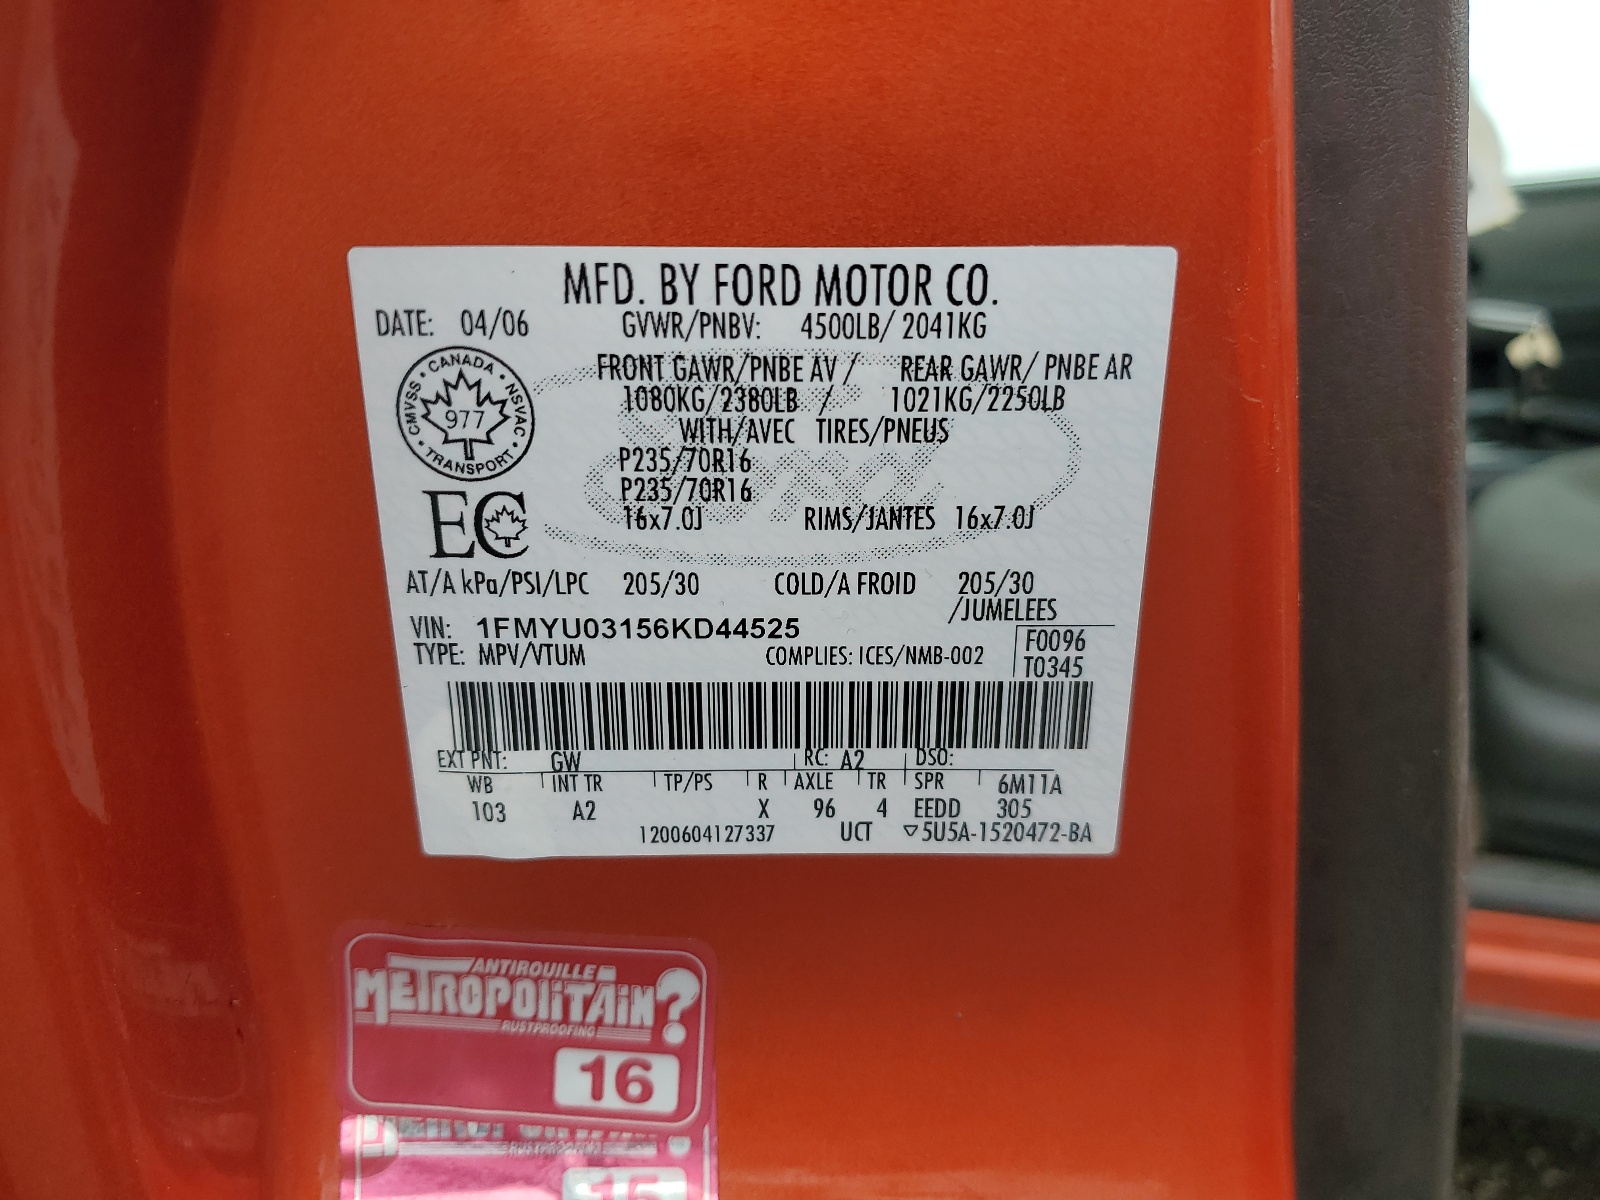 MFD. BY FORD MOTOR CO.
DATE: 04/06 GVWR/PNBV: 4500LB/ 2041KG
CANADA
CMVSS NSVAC
977
TRANSPORT
FRONT GAWR/PNBE AV / REAR GAWR/ PNBE AR
1080KG/2380LB / 1021KG/2250LB
WITH/AVEC TIRES/PNEUS
P235/70R16
P235/70R16
16x7.0J RIMS/JANTES 16x7.0J
EC
AT/A kPa/PSI/LPC 205/30 COLD/A FROID 205/30
/JUMELEES
VIN: 1FMYU03156KD44525
F0096
TYPE: MPV/VTUM COMPLIES: ICES/NMB-002
T0345
EXT PNT: GW RC: A2 DSO:
WB INT TR TP/PS R AXLE TR SPR 6M11A
103 A2 X 96 4 EEDD 305
1200604127337 UCT ▽5U5A-1520472-BA
ANTIROUILLE
METROPOLITAIN?
RUSTPROOFING
16
15